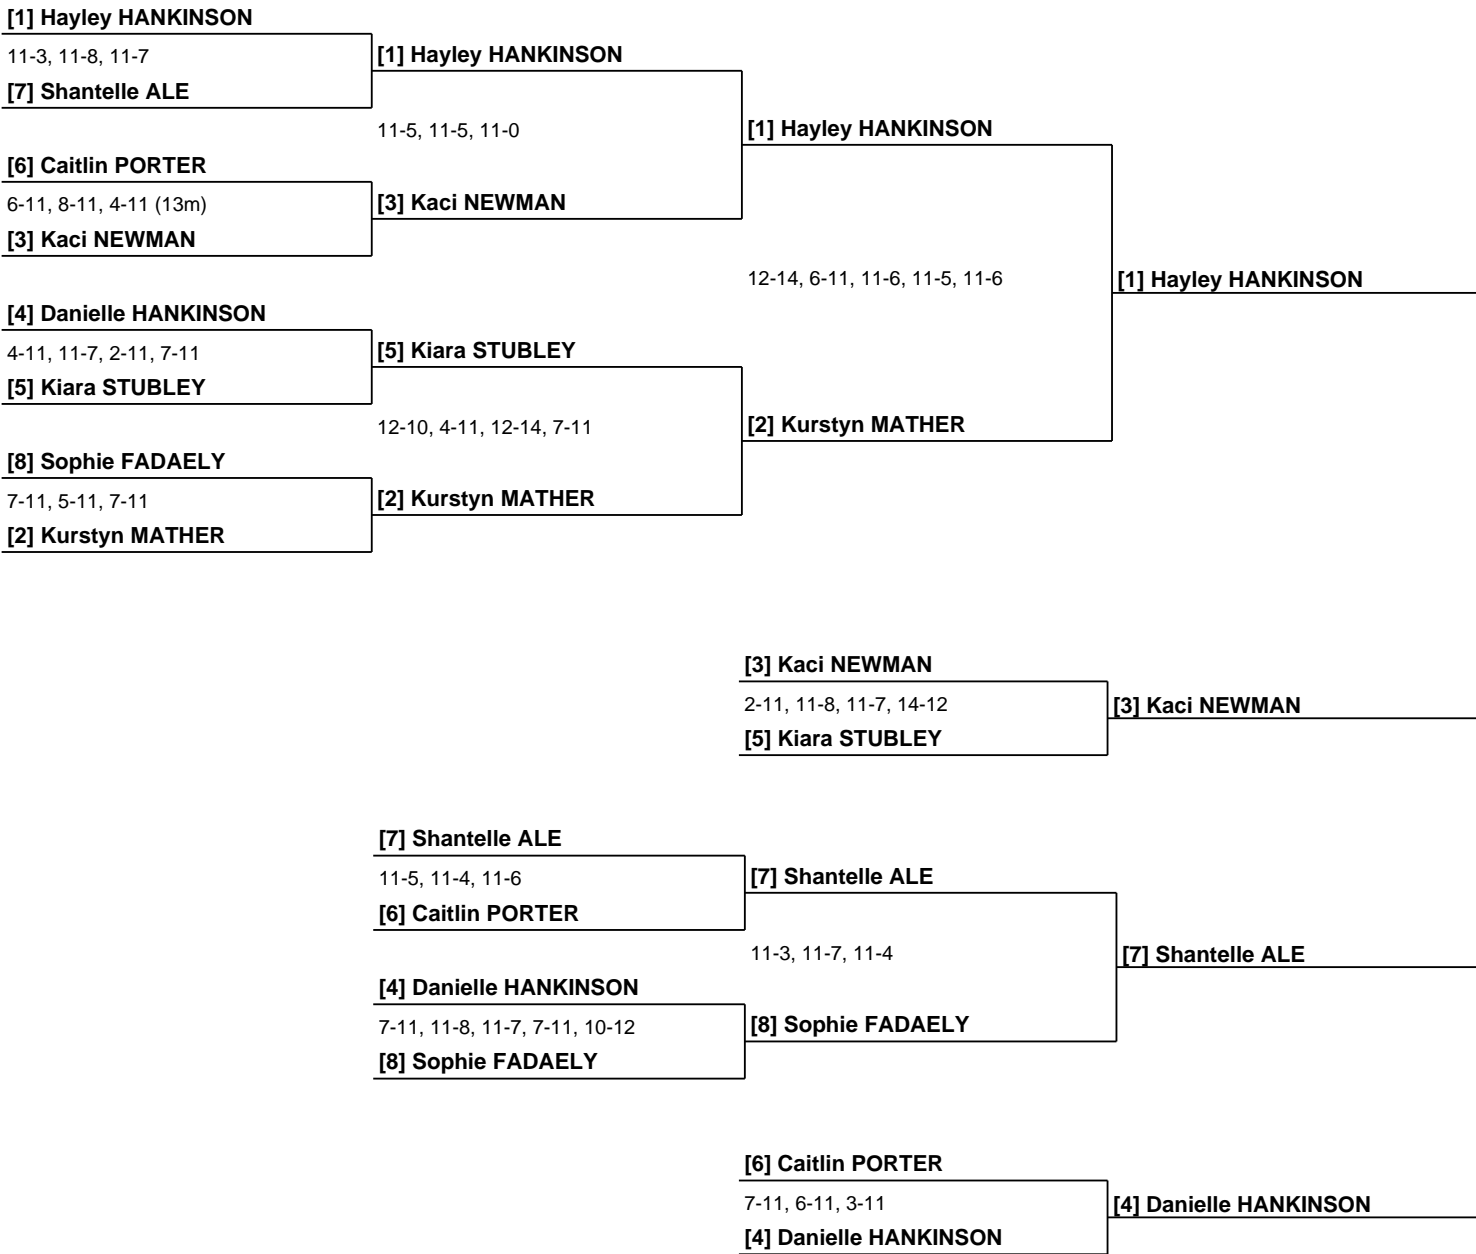 [1] Hayley HANKINSON
11-3, 11-8, 11-7
[7] Shantelle ALE
[1] Hayley HANKINSON
11-5, 11-5, 11-0
[1] Hayley HANKINSON
[6] Caitlin PORTER
6-11, 8-11, 4-11 (13m)
[3] Kaci NEWMAN
[3] Kaci NEWMAN
12-14, 6-11, 11-6, 11-5, 11-6
[1] Hayley HANKINSON
[4] Danielle HANKINSON
4-11, 11-7, 2-11, 7-11
[5] Kiara STUBLEY
[5] Kiara STUBLEY
12-10, 4-11, 12-14, 7-11
[2] Kurstyn MATHER
[8] Sophie FADAELY
7-11, 5-11, 7-11
[2] Kurstyn MATHER
[2] Kurstyn MATHER
[3] Kaci NEWMAN
2-11, 11-8, 11-7, 14-12
[3] Kaci NEWMAN
[5] Kiara STUBLEY
[7] Shantelle ALE
11-5, 11-4, 11-6
[7] Shantelle ALE
[6] Caitlin PORTER
11-3, 11-7, 11-4
[7] Shantelle ALE
[4] Danielle HANKINSON
7-11, 11-8, 11-7, 7-11, 10-12
[8] Sophie FADAELY
[8] Sophie FADAELY
[6] Caitlin PORTER
7-11, 6-11, 3-11
[4] Danielle HANKINSON
[4] Danielle HANKINSON